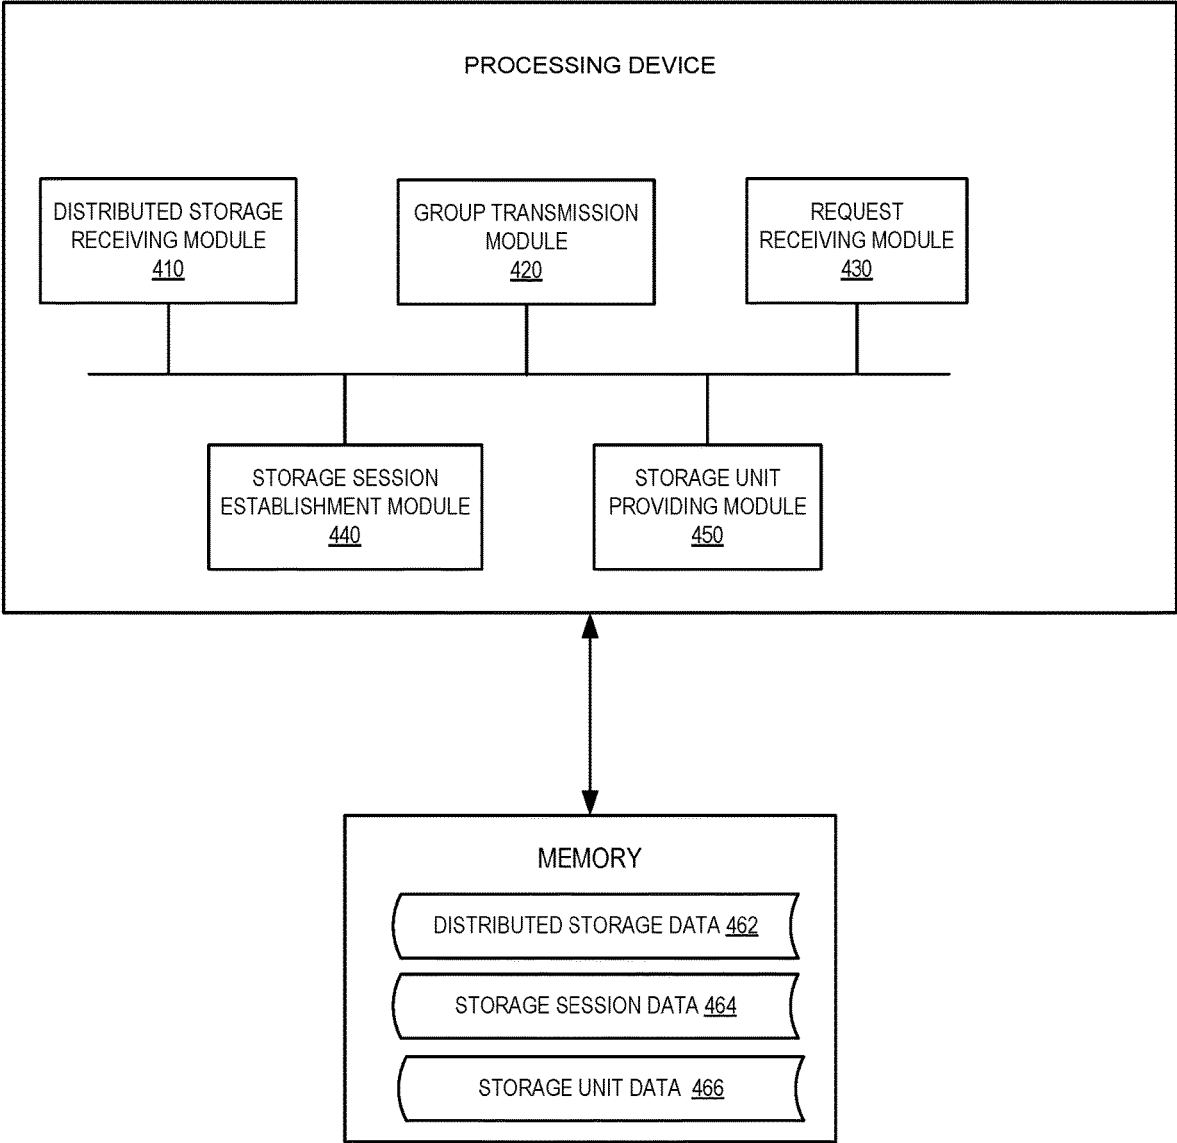 PROCESSING DEVICE
DISTRIBUTED STORAGE
RECEIVING MODULE
410
GROUP TRANSMISSION
MODULE
420
REQUEST
RECEIVING MODULE
430
STORAGE SESSION
ESTABLISHMENT MODULE
440
STORAGE UNIT
PROVIDING MODULE
450
MEMORY
DISTRIBUTED STORAGE DATA 462
STORAGE SESSION DATA 464
STORAGE UNIT DATA 466